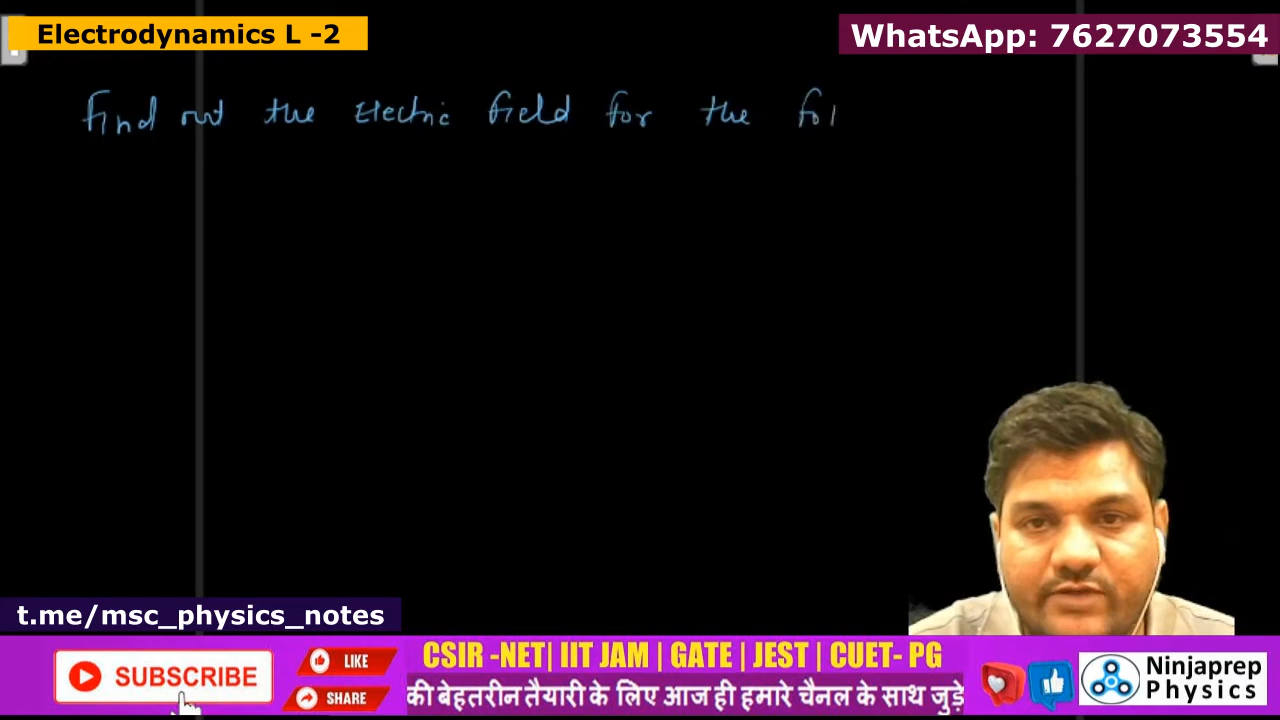 Electrodynamics L -2
WhatsApp: 7627073554
Find out the Electric field for the fol
t.me/msc_physics_notes
SUBSCRIBE
LIKE
SHARE
CSIR -NET| IIT JAM | GATE | JEST | CUET- PG
की बेहतरीन तैयारी के लिए आज ही हमारे चैनल के साथ जुड़े
Ninjaprep
Physics